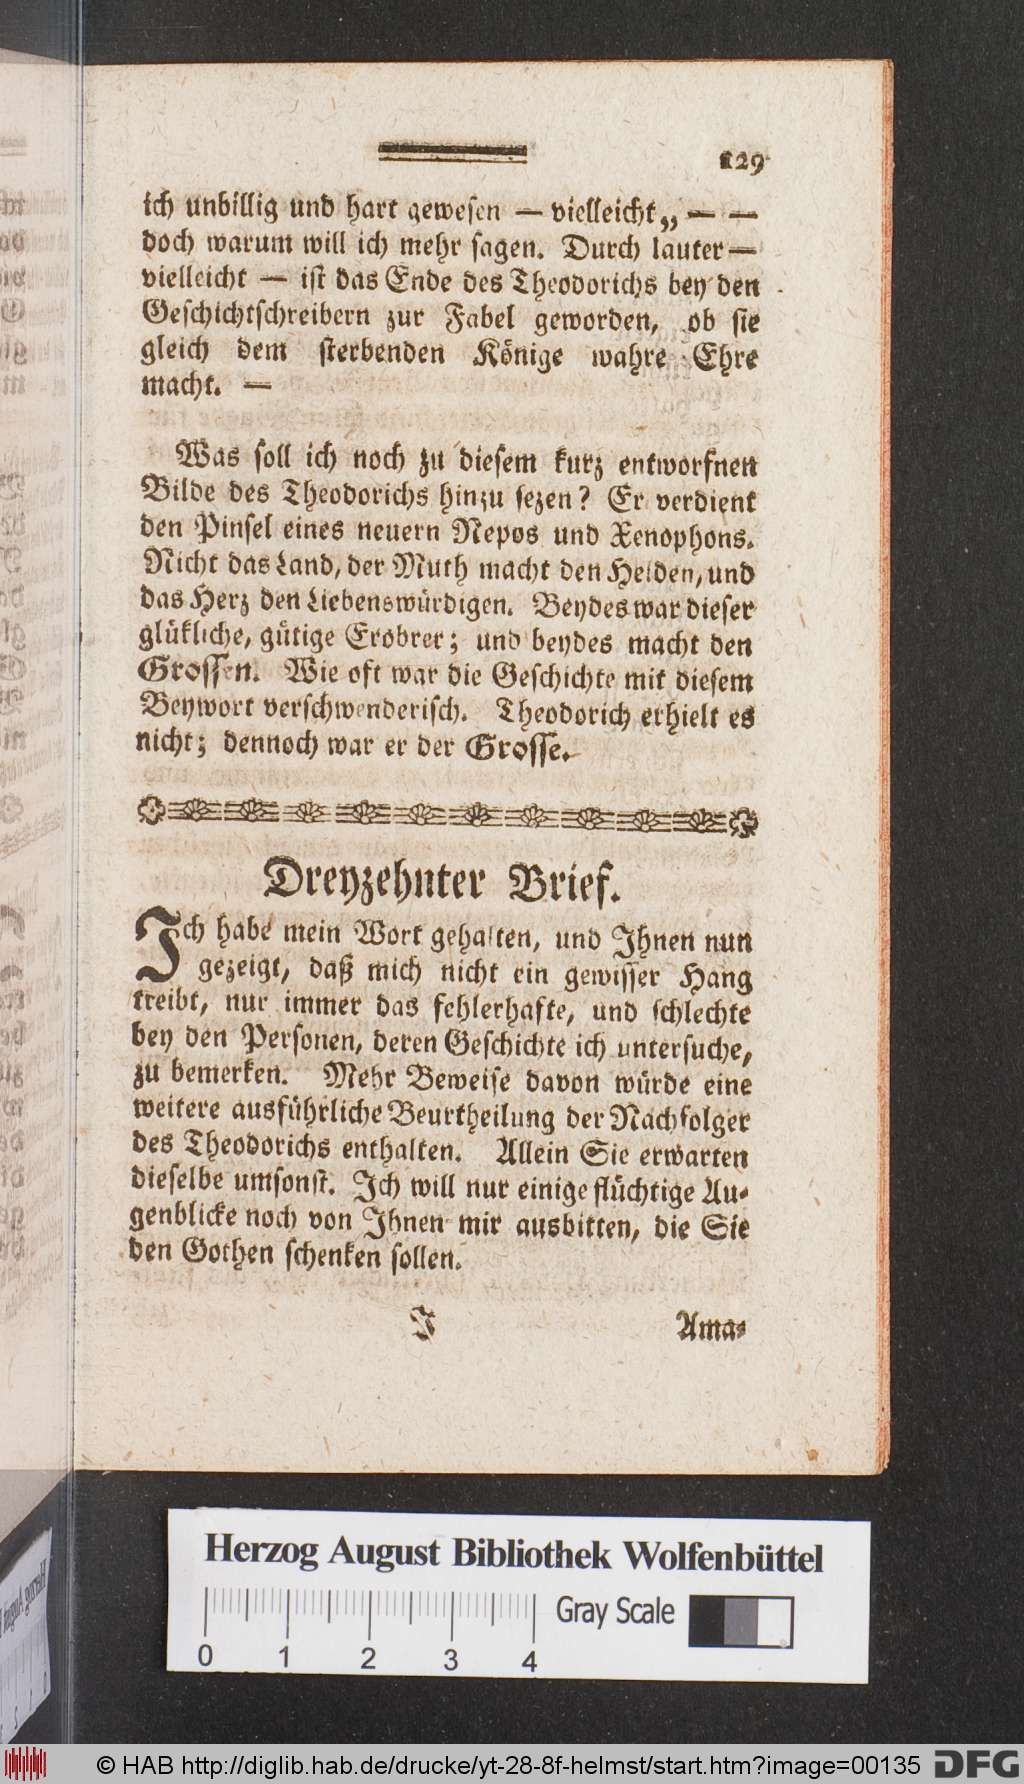 129
ich unbillig und hart gewesen — vielleicht„ — —
doch warum will ich mehr sagen. Durch lauter —
vielleicht — ist das Ende des Theodorichs bey den
Geschichtschreibern zur Fabel geworden, ob sie
gleich dem sterbenden Könige wahre Ehre
macht. —
Was soll ich noch zu diesem kurz entworfnen
Bilde des Theodorichs hinzu sezen? Er verdient
den Pinsel eines neuern Nepos und Xenophons.
Nicht das Land, der Muth macht den Helden, und
das Herz den Liebenswürdigen. Beydes war dieser
glükliche, gütige Erobrer; und beydes macht den
Grossen. Wie oft war die Geschichte mit diesem
Beywort verschwenderisch. Theodorich erhielt es
nicht; dennoch war er der Grosse.
Dreyzehnter Brief.
Ich habe mein Wort gehalten, und Ihnen nun
gezeigt, daß mich nicht ein gewisser Hang
treibt, nur immer das fehlerhafte, und schlechte
bey den Personen, deren Geschichte ich untersuche,
zu bemerken. Mehr Beweise davon würde eine
weitere ausführliche Beurtheilung der Nachfolger
des Theodorichs enthalten. Allein Sie erwarten
dieselbe umsonst. Ich will nur einige flüchtige Au-
genblicke noch von Ihnen mir ausbitten, die Sie
den Gothen schenken sollen.
J Ama-
Herzog August Bibliothek Wolfenbüttel
Gray Scale
0 1 2 3 4
© HAB http://diglib.hab.de/drucke/yt-28-8f-helmst/start.htm?image=00135
DFG